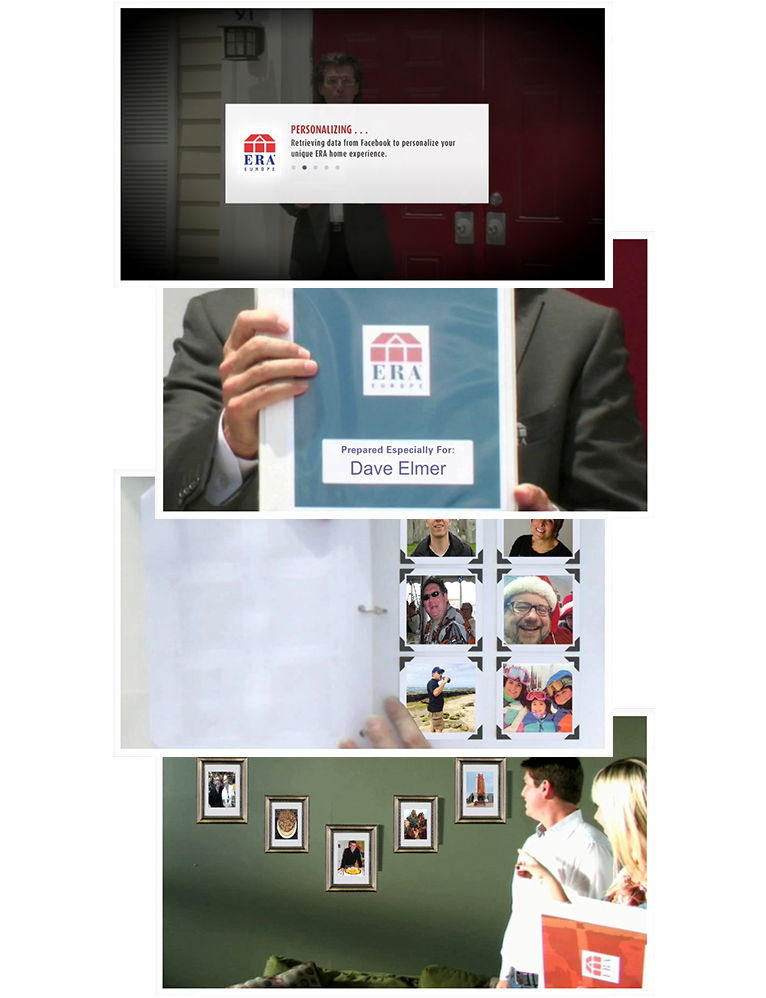 PERSONALIZING . . .
Retrieving data from Facebook to personalize your
unique ERA home experience.
ERA
EUROPE
ERA
EUROPE
Prepared Especially For:
Dave Elmer
ERA